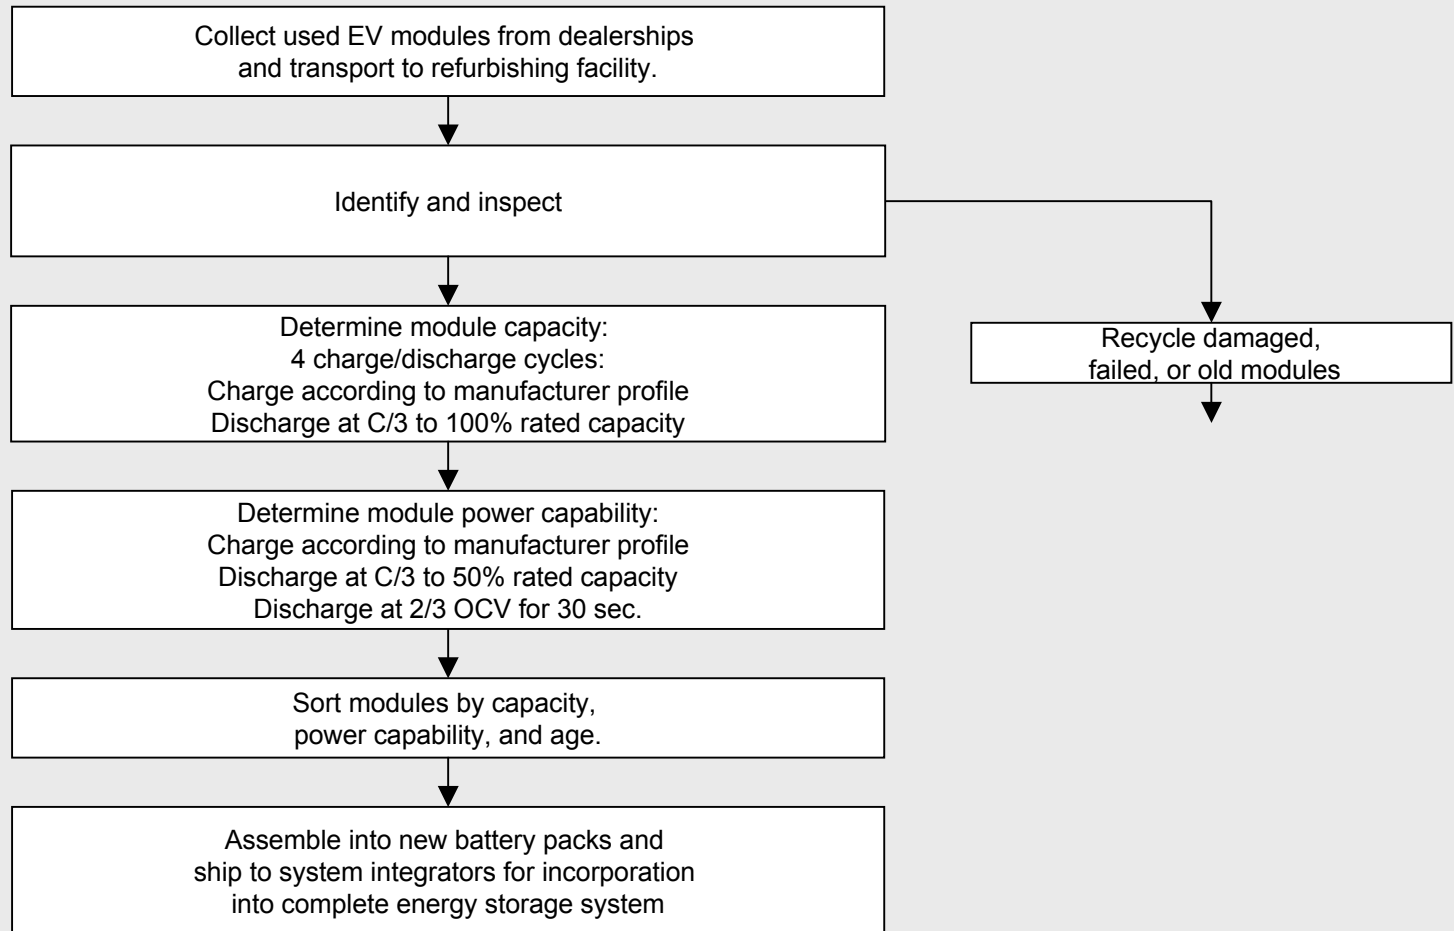 Collect used EV modules from dealerships
and transport to refurbishing facility.
Identify and inspect
Determine module capacity:
4 charge/discharge cycles:
Charge according to manufacturer profile
Discharge at C/3 to 100% rated capacity
Recycle damaged,
failed, or old modules
Determine module power capability:
Charge according to manufacturer profile
Discharge at C/3 to 50% rated capacity
Discharge at 2/3 OCV for 30 sec.
Sort modules by capacity,
power capability, and age.
Assemble into new battery packs and
ship to system integrators for incorporation
into complete energy storage system